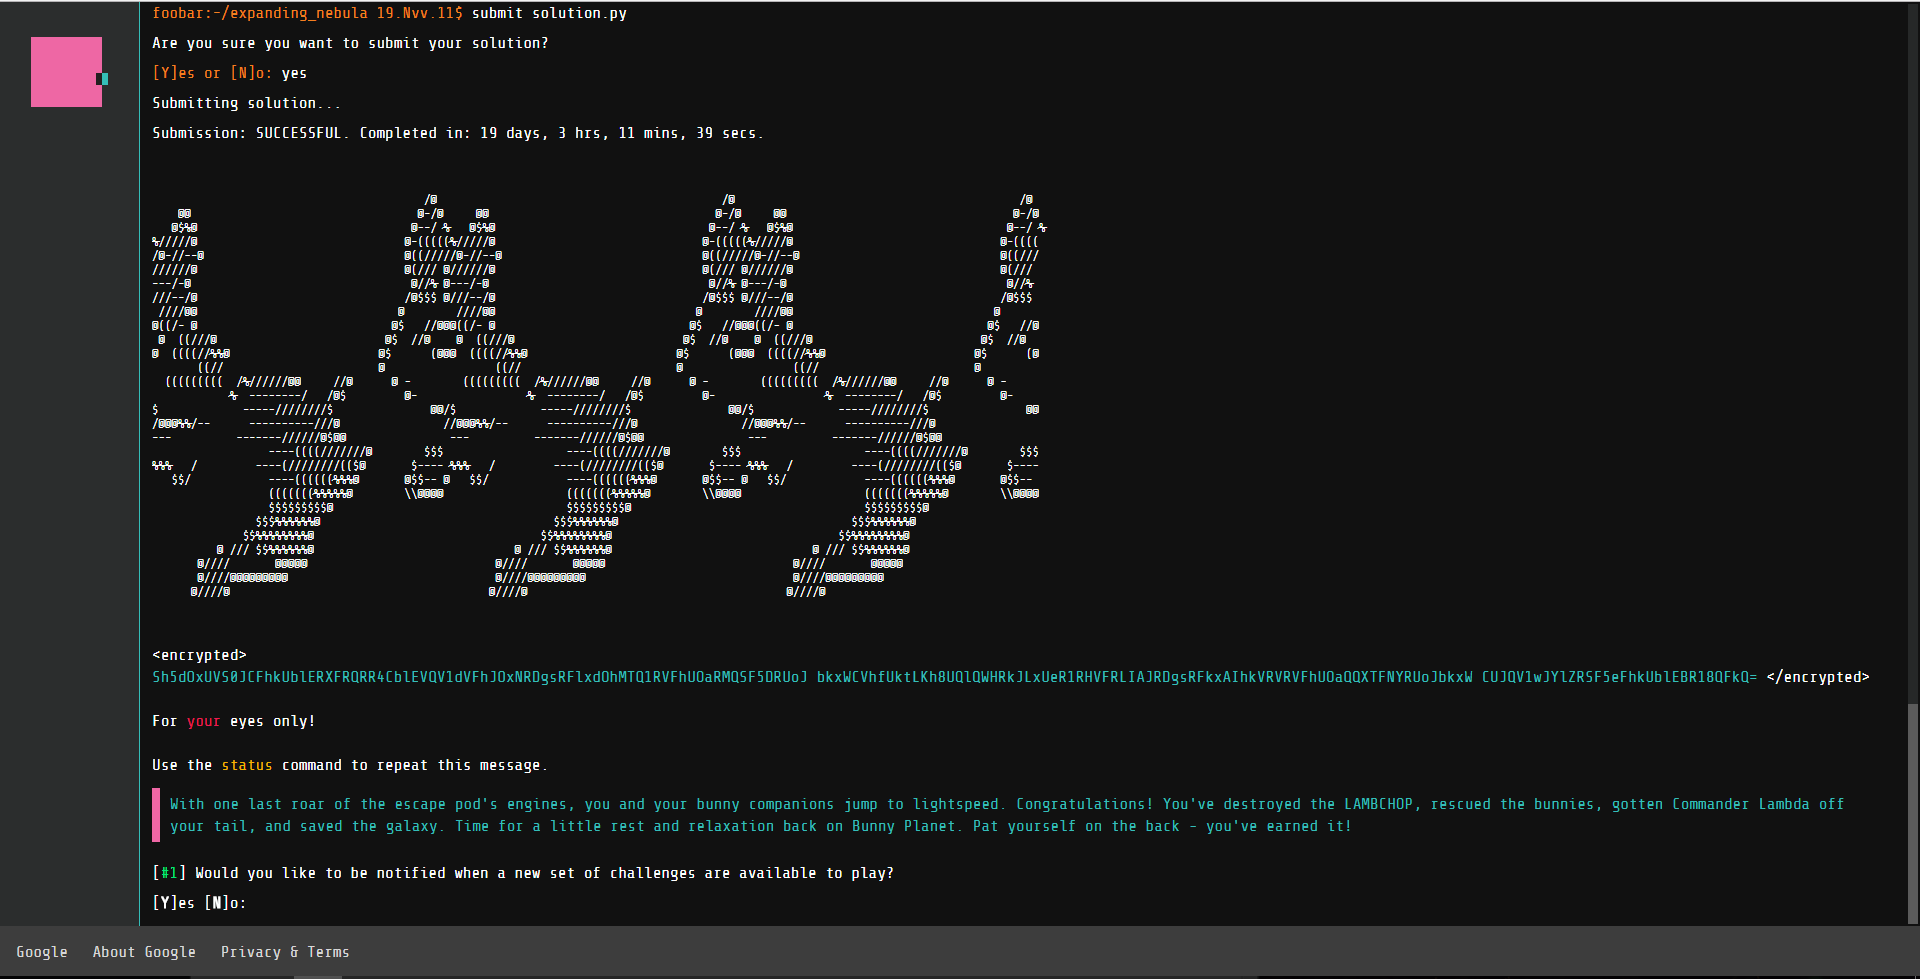 foobar:~/expanding_nebula 19.Nvv.11$ submit solution.py
Are you sure you want to submit your solution?
[Y]es or [N]o: yes
Submitting solution...
Submission: SUCCESSFUL. Completed in: 19 days, 3 hrs, 11 mins, 39 secs.
<encrypted>
Sh5dOxUVS0JCFhkUblERXFRQRR4CblEVQV1dVFhJOxNRDgsRFlxdOhMTQ1RVFhUOaRMQSF5DRUoJ bkxWCVhfUktLKh8UQlQWHRkJLxUeR1RHVFRLIAJRDgsRFkxAIhkVRVRVFhUOaQQXTFNYRUoJbkxW CUJQV1wJYlZRSF5eFhkUblEBR18QFkQ= </encrypted>
For your eyes only!
Use the status command to repeat this message.
With one last roar of the escape pod's engines, you and your bunny companions jump to lightspeed. Congratulations! You've destroyed the LAMBCHOP, rescued the bunnies, gotten Commander Lambda off
your tail, and saved the galaxy. Time for a little rest and relaxation back on Bunny Planet. Pat yourself on the back - you've earned it!
[#1] Would you like to be notified when a new set of challenges are available to play?
[Y]es [N]o:
Google About Google Privacy & Terms